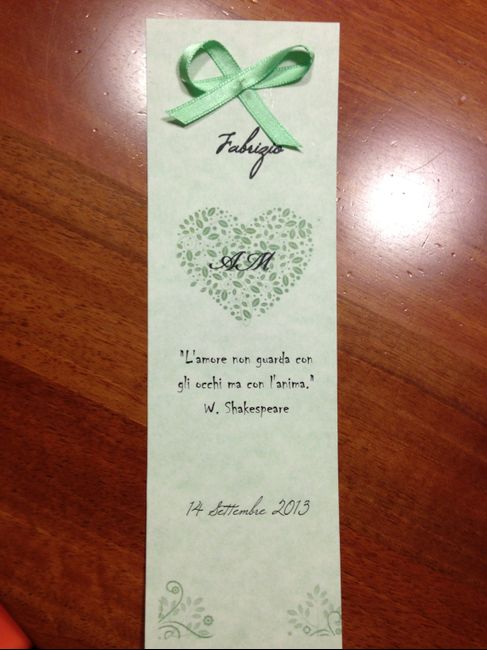 Fabrizio
AM
"L'amore non guarda con
gli occhi ma con l'anima."
W. Shakespeare
14 Settembre 2013